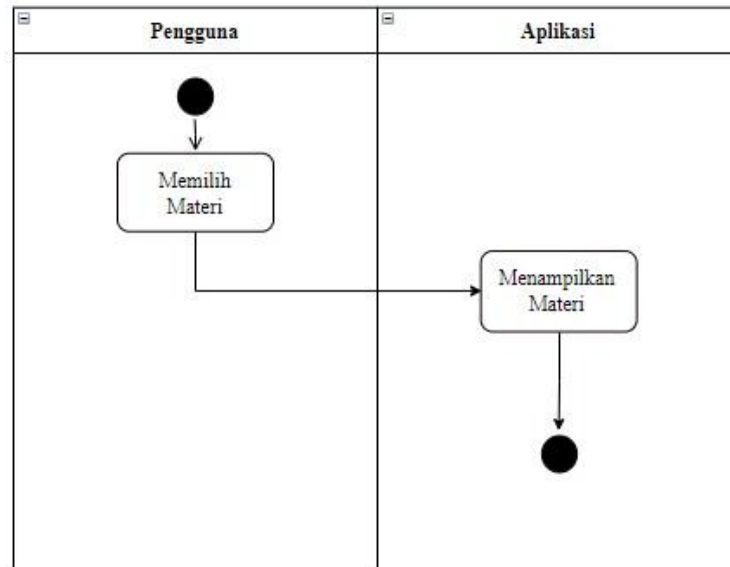 Pengguna
Aplikasi
Memilih
Materi
Menampilkan
Materi